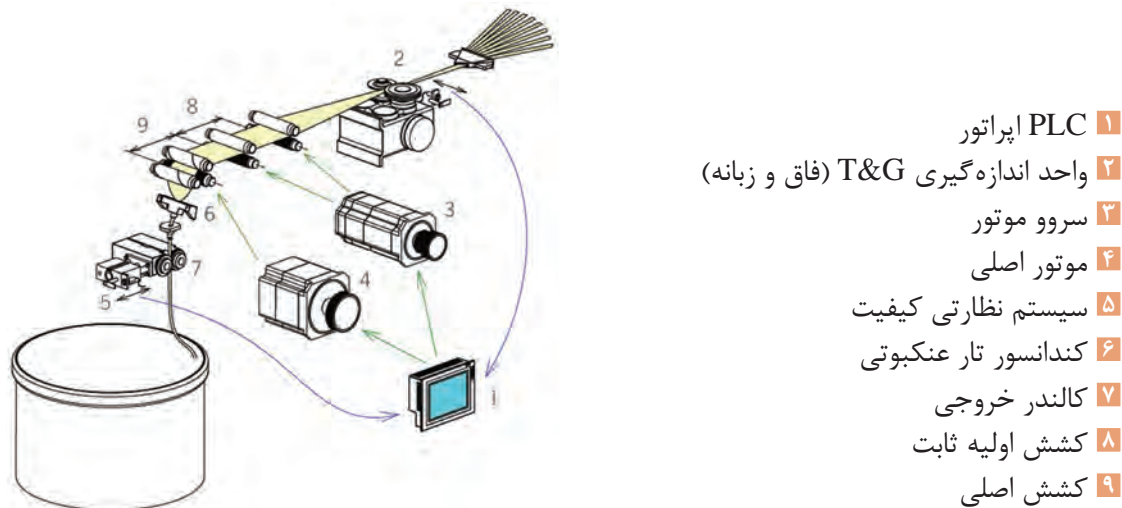 2
8
9
3
6
7
4
5
1
۱ PLC اپراتور
۲ واحد اندازه‌گیری T&G (فاق و زبانه)
۳ سروو موتور
۴ موتور اصلی
۵ سیستم نظارتی کیفیت
۶ کندانسور تار عنکبوتی
۷ کالندر خروجی
۸ کشش اولیه ثابت
۹ کشش اصلی